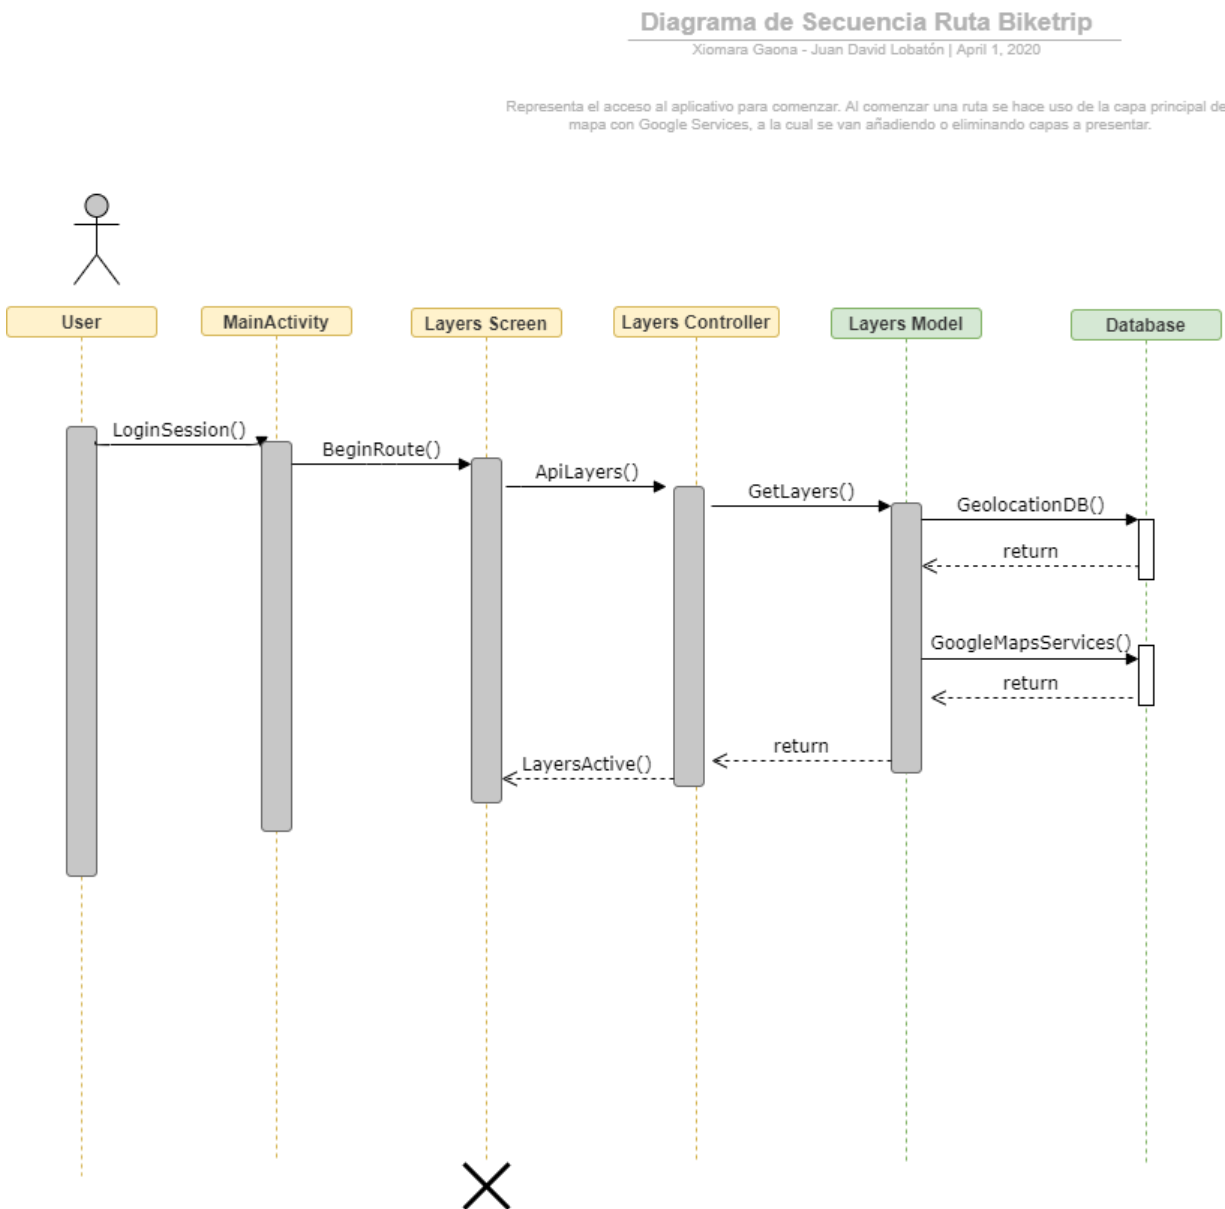 Diagrama de Secuencia Ruta Biketrip
Xiomara Gaona - Juan David Lobatón | April 1, 2020
Representa el acceso al aplicativo para comenzar. Al comenzar una ruta se hace uso de la capa principal de
mapa con Google Services, a la cual se van añadiendo o eliminando capas a presentar.
User
MainActivity
Layers Screen
Layers Controller
Layers Model
Database
LoginSession()
BeginRoute()
ApiLayers()
GetLayers()
GeolocationDB()
return
GoogleMapsServices()
return
return
LayersActive()